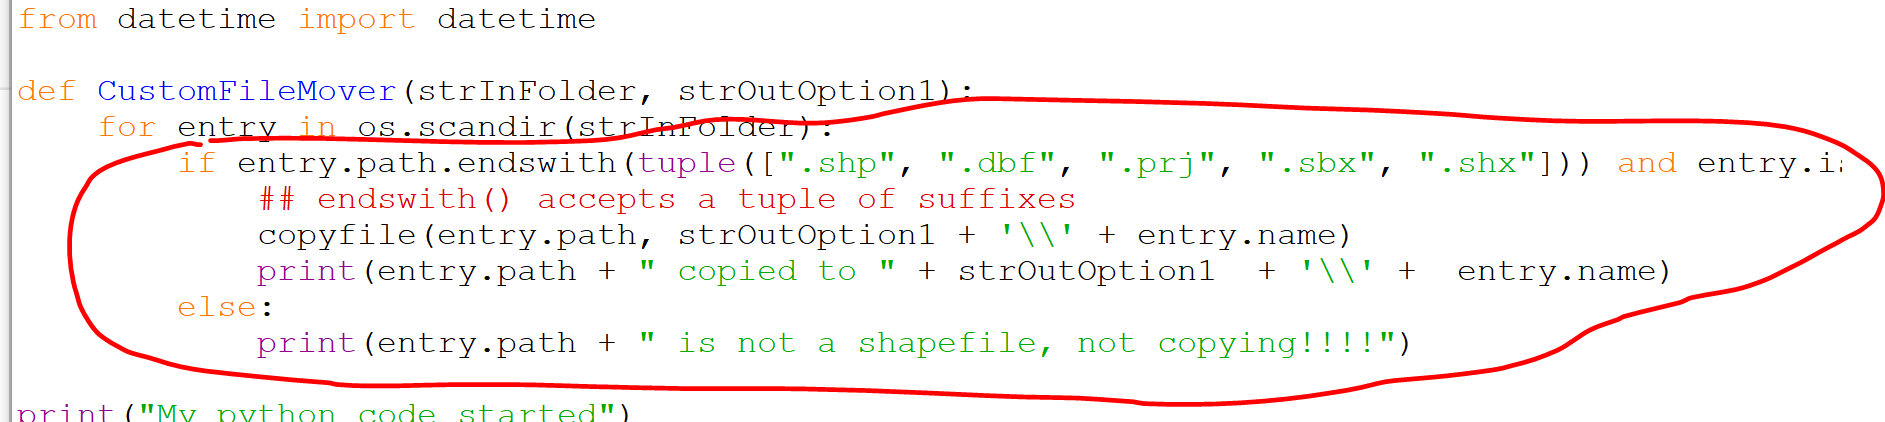 from datetime import datetime
def CustomFileMover(strInFolder, strOutOption1):
for entry in os.scandir(strInFolder):
if entry.path.endswith(tuple([".shp", ".dbf", ".prj", ".sbx", ".shx"])) and entry.is
## endswith() accepts a tuple of suffixes
copyfile(entry.path, strOutOption1 + '\\' + entry.name)
print(entry.path + " copied to " + strOutOption1  + '\\' +  entry.name)
else:
print(entry.path + " is not a shapefile, not copying!!!!")
print("My python code started")